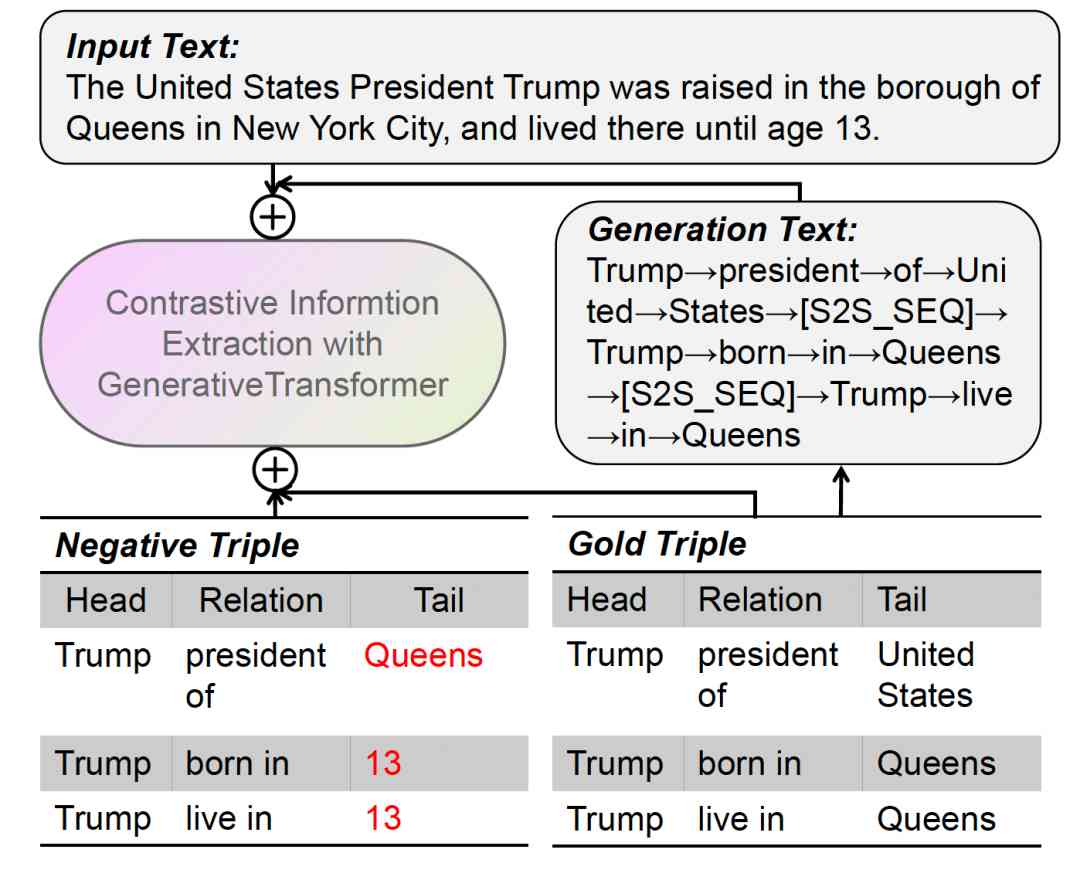 Input Text:
The United States President Trump was raised in the borough of
Queens in New York City, and lived there until age 13.
Contrastive Informtion
Extraction with
GenerativeTransformer
Generation Text:
Trump→president→of→Uni
ted→States→[S2S_SEQ]→
Trump→born→in→Queens
→[S2S_SEQ]→Trump→live
→in→Queens
Negative Triple
Head Relation Tail
Trump president Queens
of
Trump born in 13
Trump live in 13
Gold Triple
Head Relation Tail
Trump president United
of States
Trump born in Queens
Trump live in Queens